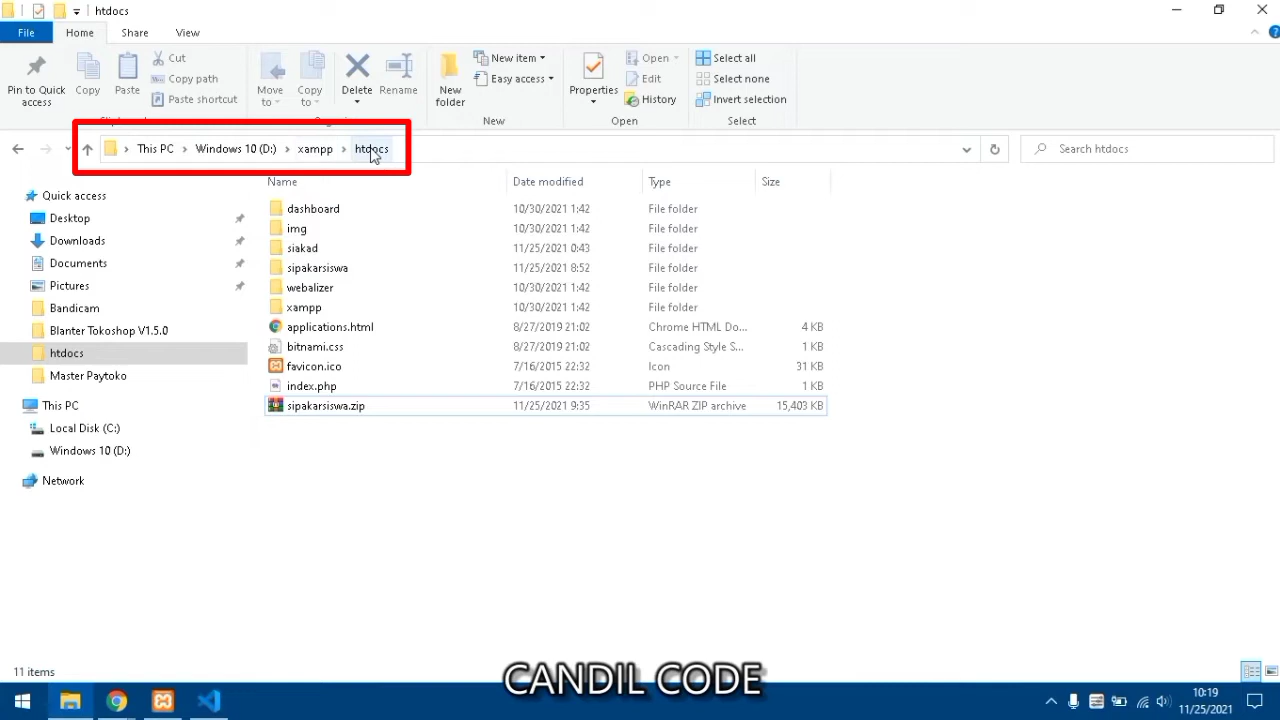 htdocs
File Home Share View
Pin to Quick access
Copy
Paste
Cut
Copy path
Paste shortcut
Move to
Copy to
Delete
Rename
New folder
New item
Easy access
New
Properties
Open
Edit
History
Open
Select all
Select none
Invert selection
Select
This PC > Windows 10 (D:) > xampp > htdocs
Search htdocs
Quick access
Desktop
Downloads
Documents
Pictures
Bandicam
Blanter Tokoshop V1.5.0
htdocs
Master Paytoko
This PC
Local Disk (C:)
Windows 10 (D:)
Network
Name Date modified Type Size
dashboard 10/30/2021 1:42 File folder
img 10/30/2021 1:42 File folder
siakad 11/25/2021 0:43 File folder
sipakarsiswa 11/25/2021 8:52 File folder
webalizer 10/30/2021 1:42 File folder
xampp 10/30/2021 1:42 File folder
applications.html 8/27/2019 21:02 Chrome HTML Do... 4 KB
bitnami.css 8/27/2019 21:02 Cascading Style S... 1 KB
favicon.ico 7/16/2015 22:32 Icon 31 KB
index.php 7/16/2015 22:32 PHP Source File 1 KB
sipakarsiswa.zip 11/25/2021 9:35 WinRAR ZIP archive 15,403 KB
11 items
CANDIL CODE
10:19
11/25/2021